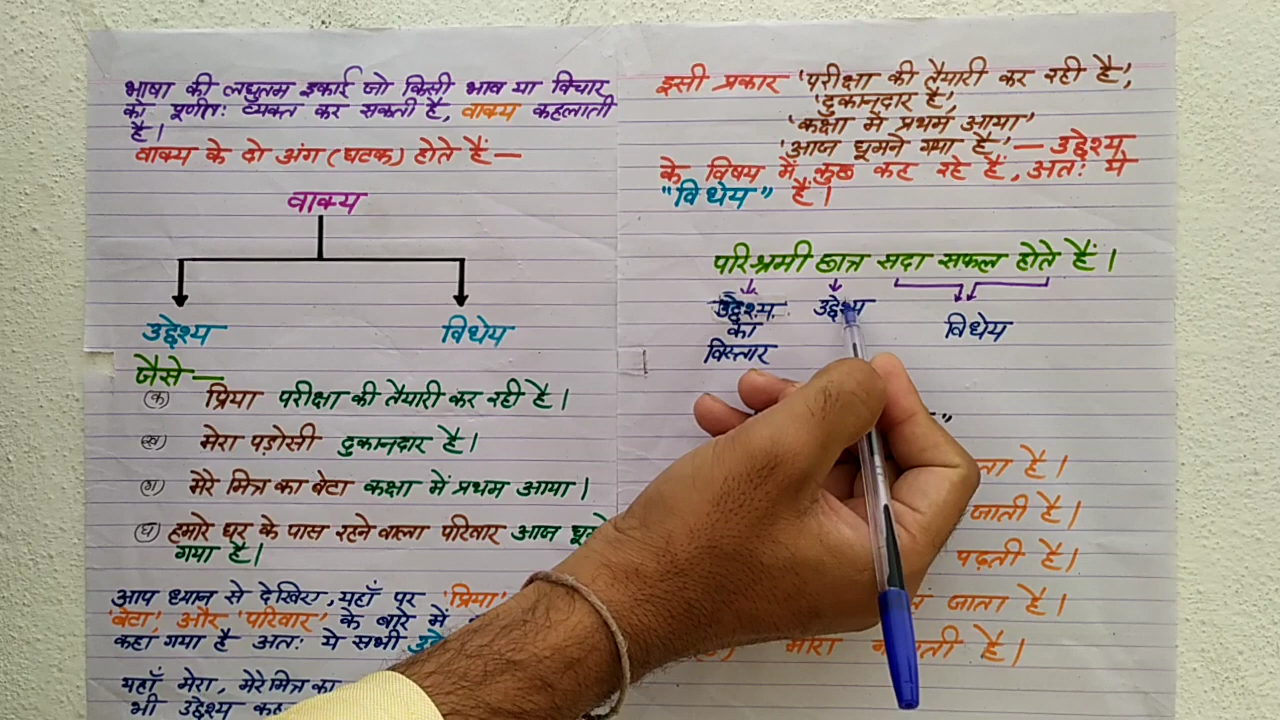 भाषा की लघुतम इकाई जो किसी भाव या विचार
को पूर्णतः व्यक्त कर सकती है, वाक्य कहलाती
है।
वाक्य के दो अंग (घटक) होते हैं —
वाक्य
उद्देश्य विधेय
जैसे —
(क) प्रिया परीक्षा की तैयारी कर रही है।
(ख) मेरा पड़ोसी दुकानदार है।
(ग) मेरे मित्र का बेटा कक्षा में प्रथम आया।
(घ) हमारे घर के पास रहने वाला परिवार आज
गया है।
आप ध्यान से देखिए, यहाँ पर 'प्रिया'
'बेटा' और 'परिवार' के बारे में
कहा गया है अतः ये सभी
यहाँ मेरा, मेरे मित्र का
भी उद्देश्य
इसी प्रकार 'परीक्षा की तैयारी कर रही है',
'दुकानदार है',
'कक्षा में प्रथम आया'
'आज घूमने गया है' — उद्देश्य
के विषय में कुछ कह रहे हैं, अतः ये
"विधेय" हैं।
परिश्रमी छात्र सदा सफल होते हैं।
उद्देश्य उद्देश्य विधेय
का
विस्तार
है।
जाती है।
पढ़ती है।
जाता है।
है।